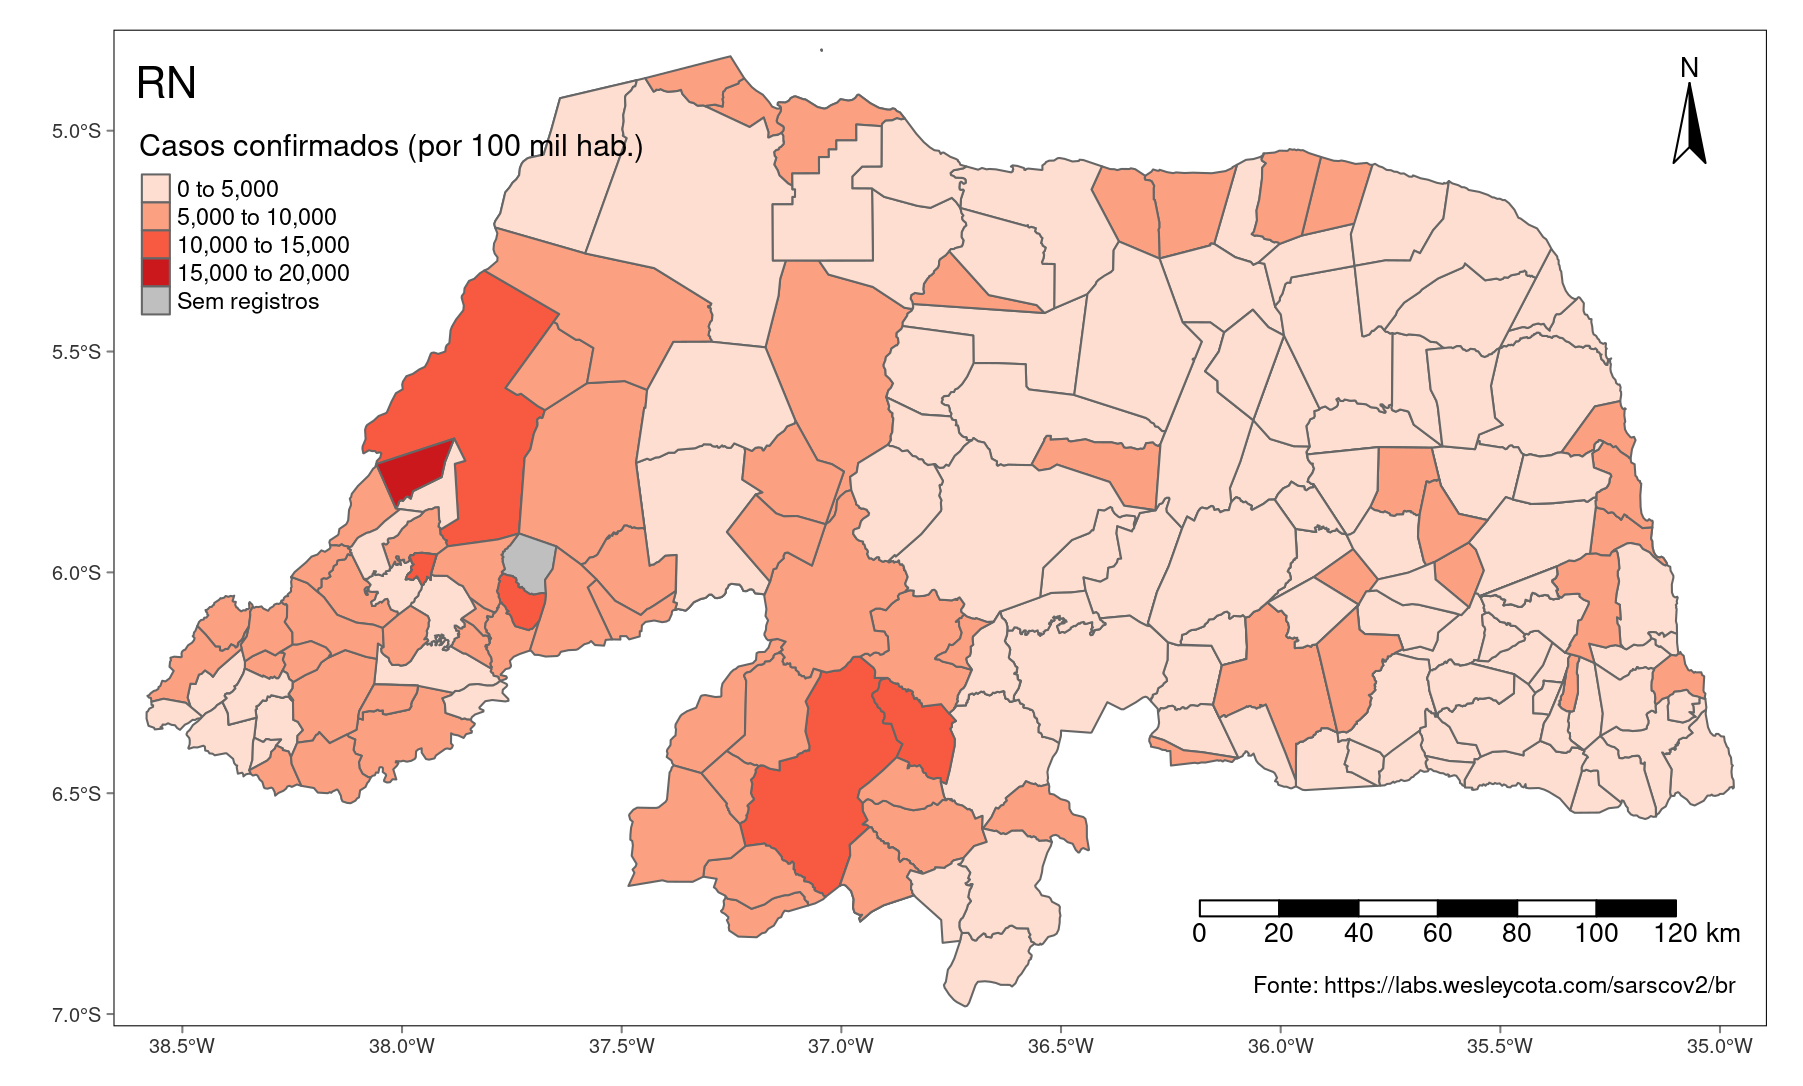 RN
N
Casos confirmados (por 100 mil hab.)
0 to 5,000
5,000 to 10,000
10,000 to 15,000
15,000 to 20,000
Sem registros
5.0°S
5.5°S
6.0°S
6.5°S
7.0°S
0 20 40 60 80 100 120 km
Fonte: https://labs.wesleycota.com/sarscov2/br
38.5°W 38.0°W 37.5°W 37.0°W 36.5°W 36.0°W 35.5°W 35.0°W